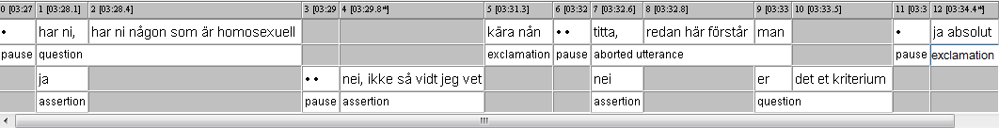 0 [03:27 1 [03:28.1] 2 [03:28.4] 3 [03:29 4 [03:29.8*] 5 [03:31.3] 6 [03:32 7 [03:32.6] 8 [03:32.8] 9 [03:33 10 [03:33.5] 11 [03:3 12 [03:34.4*]
• har ni, har ni någon som är homosexuell kära nån • • titta, redan här förstår man • ja absolut
pause question exclamation pause aborted utterance pause exclamation
ja • • nei, ikke så vidt jeg vet nei er det et kriterium
assertion pause assertion assertion question